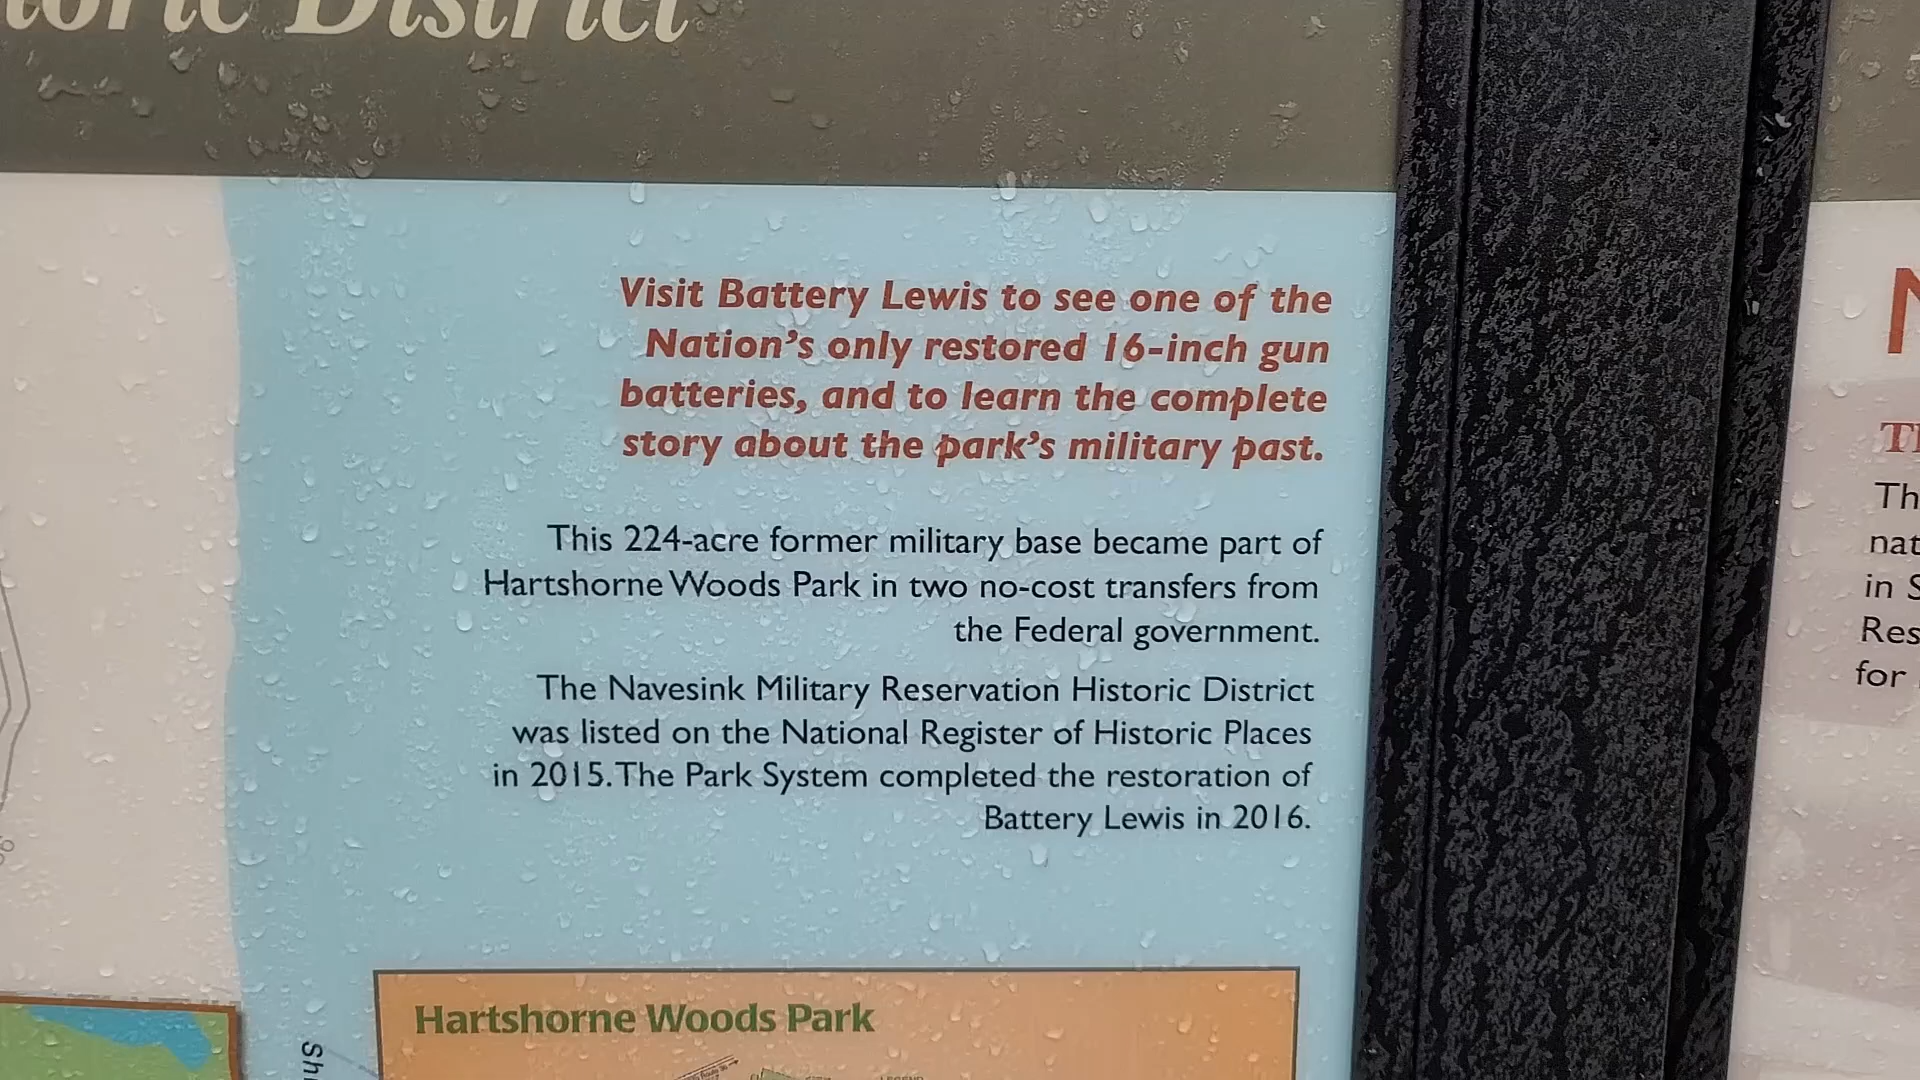 District
Visit Battery Lewis to see one of the
Nation's only restored 16-inch gun
batteries, and to learn the complete
story about the park's military past.
This 224-acre former military base became part of
Hartshorne Woods Park in two no-cost transfers from
the Federal government.
The Navesink Military Reservation Historic District
was listed on the National Register of Historic Places
in 2015. The Park System completed the restoration of
Battery Lewis in 2016.
Hartshorne Woods Park
in
for